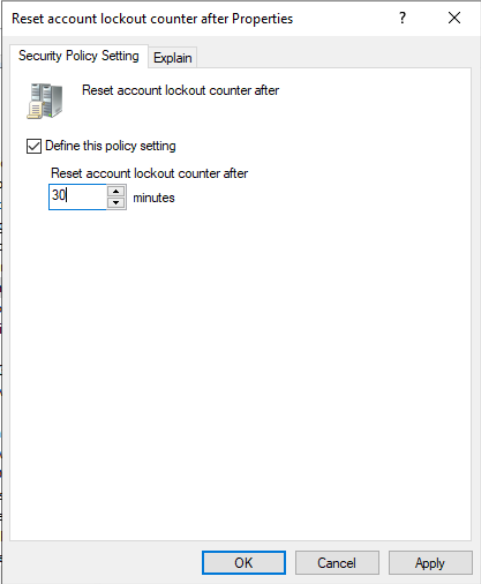 Reset account lockout counter after Properties
?
Security Policy Setting
Explain
Reset account lockout counter after
Define this policy setting
Reset account lockout counter after
30 minutes
OK
Cancel
Apply